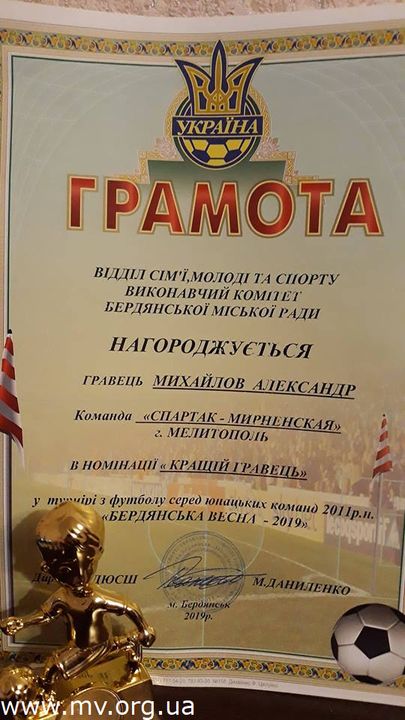 УКРАЇНА
ГРАМОТА
ВІДДІЛ СІМ'Ї,МОЛОДІ ТА СПОРТУ
ВИКОНАВЧИЙ КОМІТЕТ
БЕРДЯНСЬКОЇ МІСЬКОЇ РАДИ
НАГОРОДЖУЄТЬСЯ
ГРАВЕЦЬ МИХАЙЛОВ АЛЕКСАНДР
Команда «СПАРТАК - МИРНЕНСКАЯ»
г. МЕЛИТОПОЛЬ
В НОМІНАЦІЇ « КРАЩІЙ ГРАВЕЦЬ»
у турнірі з футболу серед юнацьких команд 2011р.н.
«БЕРДЯНСЬКА ВЕСНА - 2019»
ДЮСШ М.ДАНИЛЕНКО
м. Бердянськ
2019р.
www.mv.org.ua